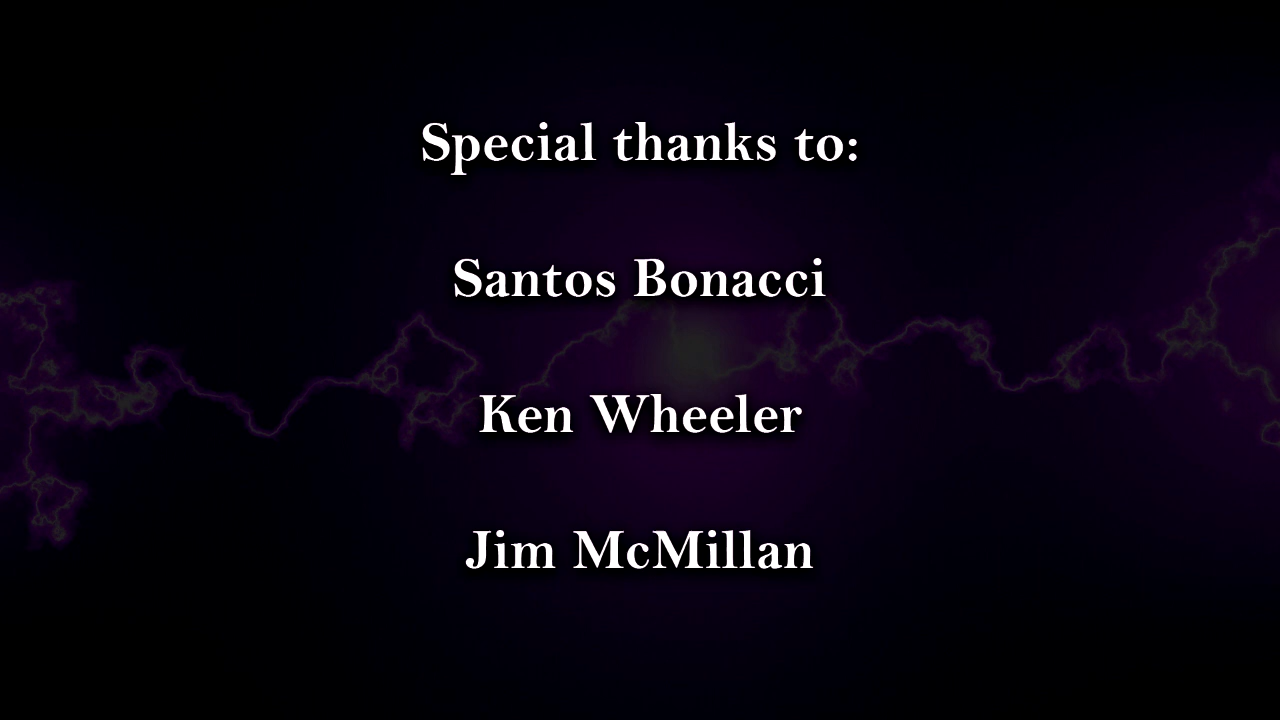 Special thanks to:
Santos Bonacci
Ken Wheeler
Jim McMillan